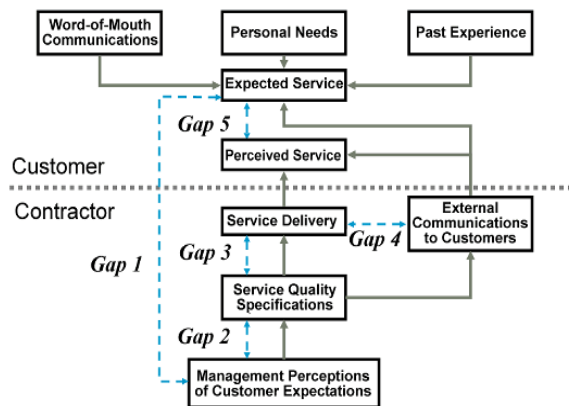 Word-of-Mouth
Communications
Personal Needs
Past Experience
Expected Service
Gap 5
Perceived Service
Customer
Contractor
Service Delivery
External
Communications
to Customers
Gap 4
Gap 1
Gap 3
Service Quality
Specifications
Gap 2
Management Perceptions
of Customer Expectations